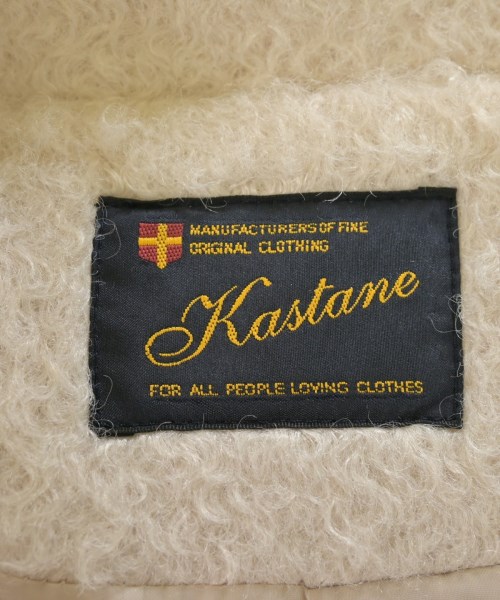 MANUFACTURERS OF FINE
ORIGINAL CLOTHING
Kastane
FOR ALL PEOPLE LOVING CLOTHES